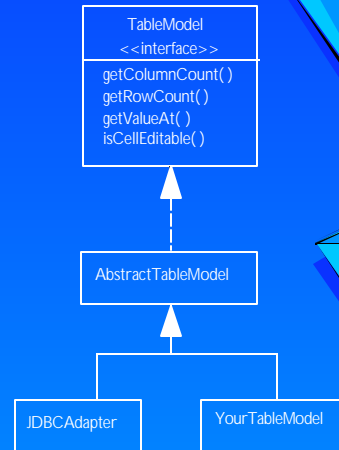 TableModel
<<interface>>
getColumnCount( )
getRowCount( )
getValueAt( )
isCellEditable( )
AbstractTableModel
JDBCAdapter
YourTableModel